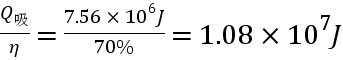 Q吸/η = 7.56 × 10⁶J/70% = 1.08 × 10⁷J